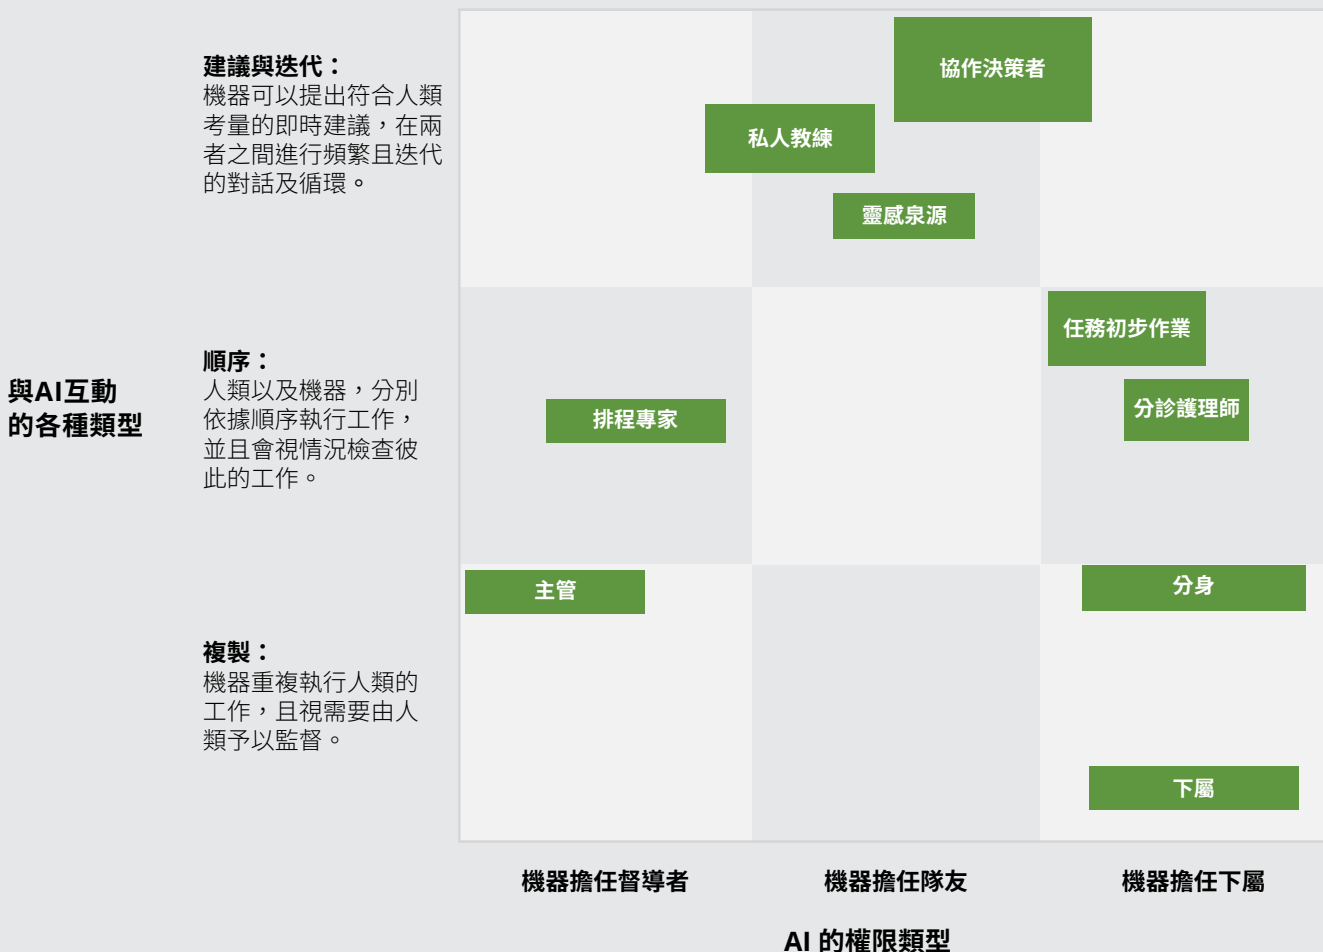 建議與迭代：
機器可以提出符合人類
考量的即時建議，在兩
者之間進行頻繁且迭代
的對話及循環。
協作決策者
私人教練
靈感泉源
與AI互動
的各種類型
順序：
人類以及機器，分別
依據順序執行工作，
並且會視情況檢查彼
此的工作。
任務初步作業
排程專家
分診護理師
複製：
機器重複執行人類的
工作，且視需要由人
類予以監督。
主管
分身
下屬
機器擔任督導者
機器擔任隊友
機器擔任下屬
AI 的權限類型